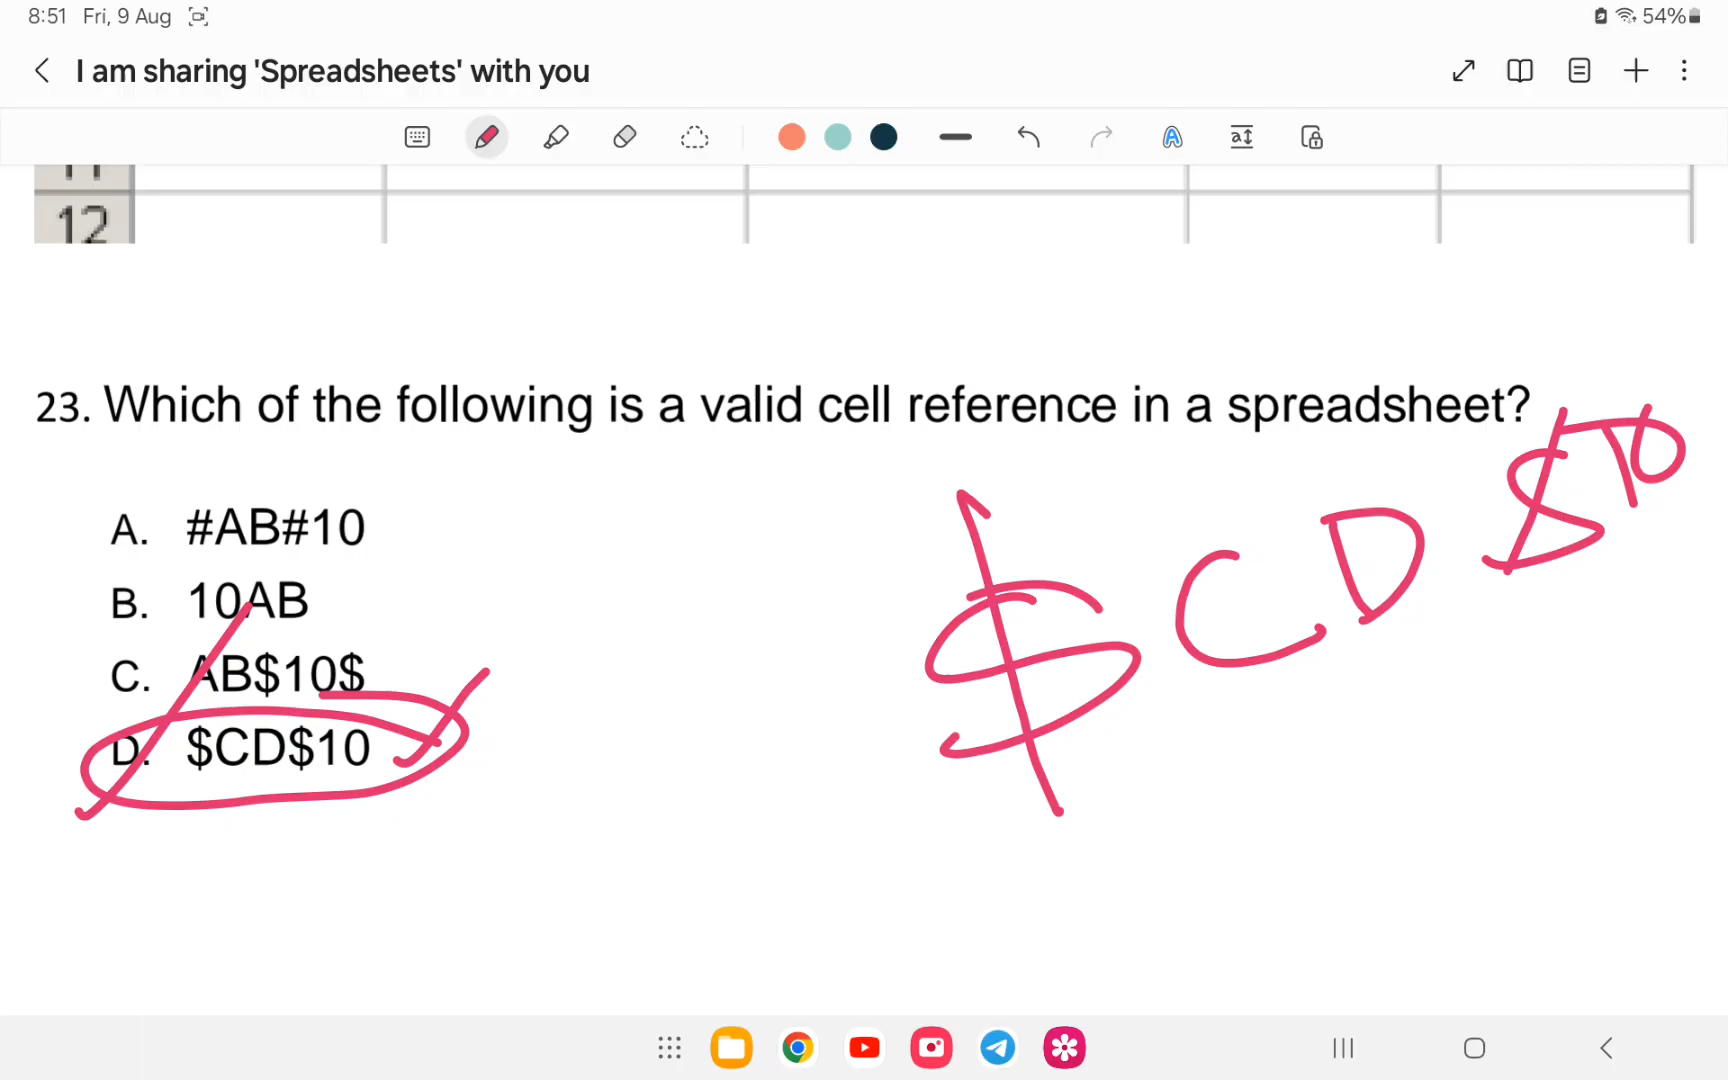 8:51 Fri, 9 Aug 54%
I am sharing 'Spreadsheets' with you
A a
11
12
23. Which of the following is a valid cell reference in a spreadsheet?
$CD$10
A. #AB#10
B. 10AB
C. AB$10$
D. $CD$10